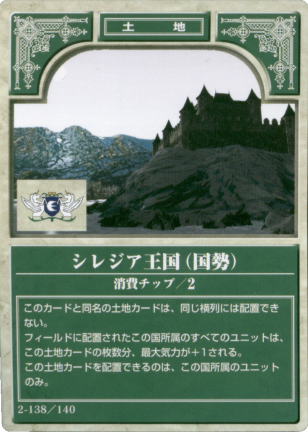 土地
シレジア王国(国勢)
消費チップ/2
このカードと同名の土地カードは、同じ横列には配置でき
ない。
フィールドに配置されたこの国所属のすべてのユニットは、
この土地カードの枚数分、最大気力が+1される。
この土地カードを配置できるのは、この国所属のユニット
のみ。
2-138/140